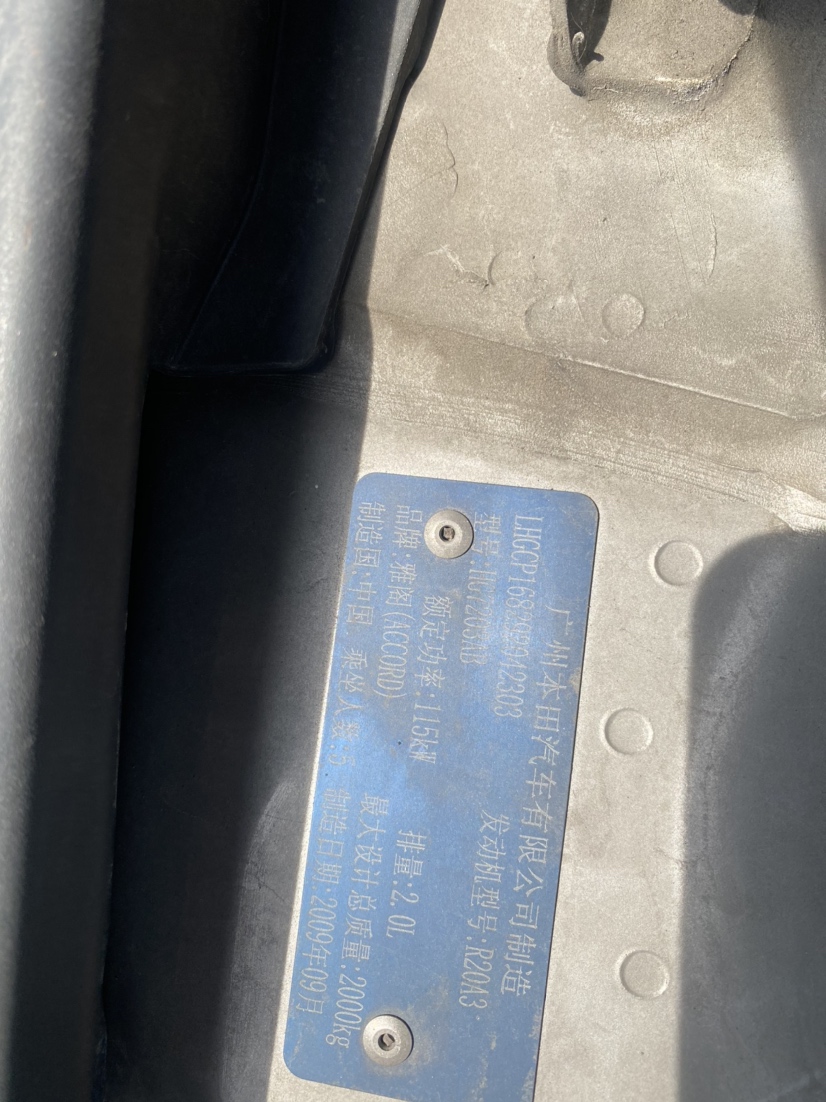 广州本田汽车有限公司制造
型号: 发动机型号:R20A3
额定功率:115kW 排量:2.0L
品牌:雅阁(ACCORD) 最大设计总质量:2000kg
制造国:中国 乘坐人数:5 制造日期:2009年09月